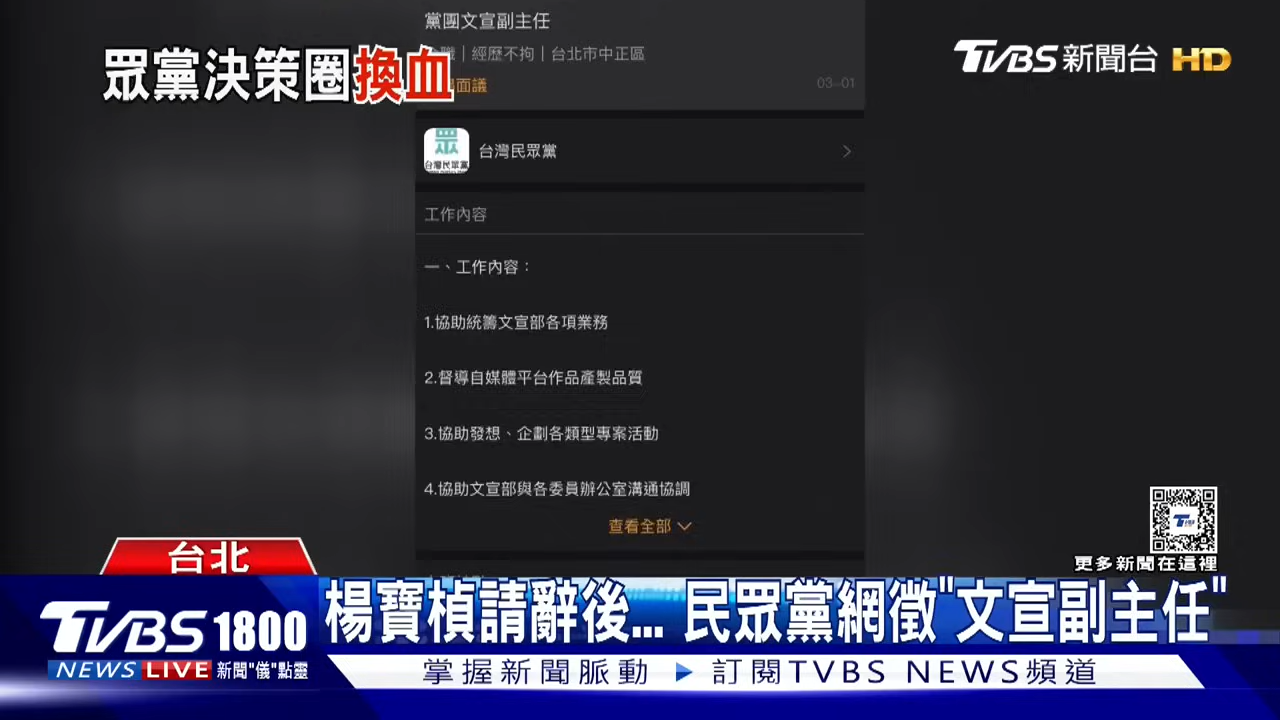 黨團文宣副主任
職｜經歷不拘｜台北市中正區
面議
03-01
眾黨決策圈換血
TVBS新聞台 HD
眾
台灣民眾黨
台灣民眾黨
工作內容
一、工作內容：
1.協助統籌文宣部各項業務
2.督導自媒體平台作品產製品質
3.協助發想、企劃各類型專案活動
4.協助文宣部與各委員辦公室溝通協調
查看全部
更多新聞在這裡
台北
楊寶楨請辭後... 民眾黨網徵"文宣副主任"
TVBS 1800
NEWS LIVE 新聞"儀"點靈
掌握新聞脈動 ▶ 訂閱TVBS NEWS頻道